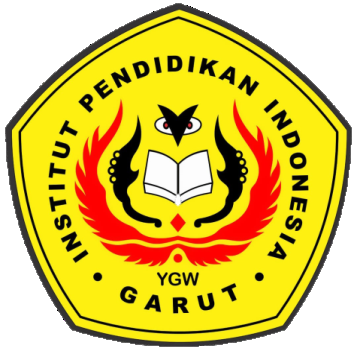 INSTITUT PENDIDIKAN INDONESIA
YGW
• GARUT •